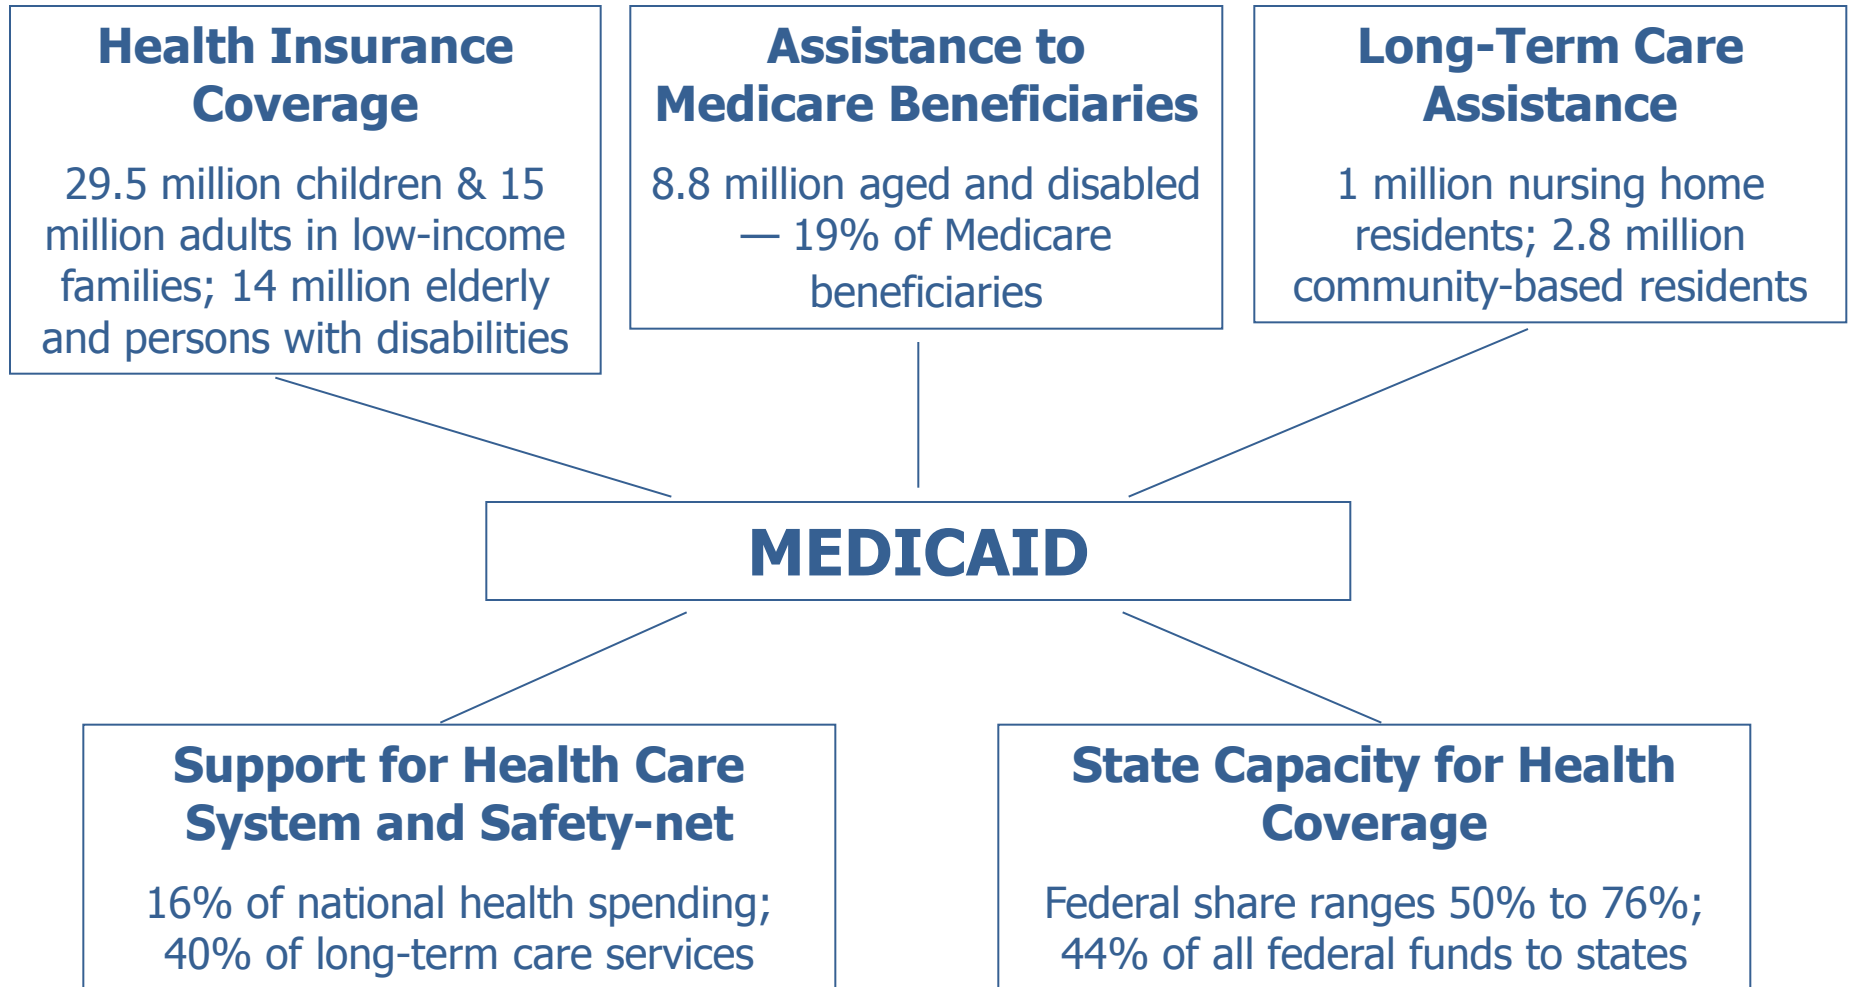 Health Insurance
Coverage
29.5 million children & 15
million adults in low-income
families; 14 million elderly
and persons with disabilities
Assistance to
Medicare Beneficiaries
8.8 million aged and disabled
— 19% of Medicare
beneficiaries
Long-Term Care
Assistance
1 million nursing home
residents; 2.8 million
community-based residents
MEDICAID
Support for Health Care
System and Safety-net
16% of national health spending;
40% of long-term care services
State Capacity for Health
Coverage
Federal share ranges 50% to 76%;
44% of all federal funds to states